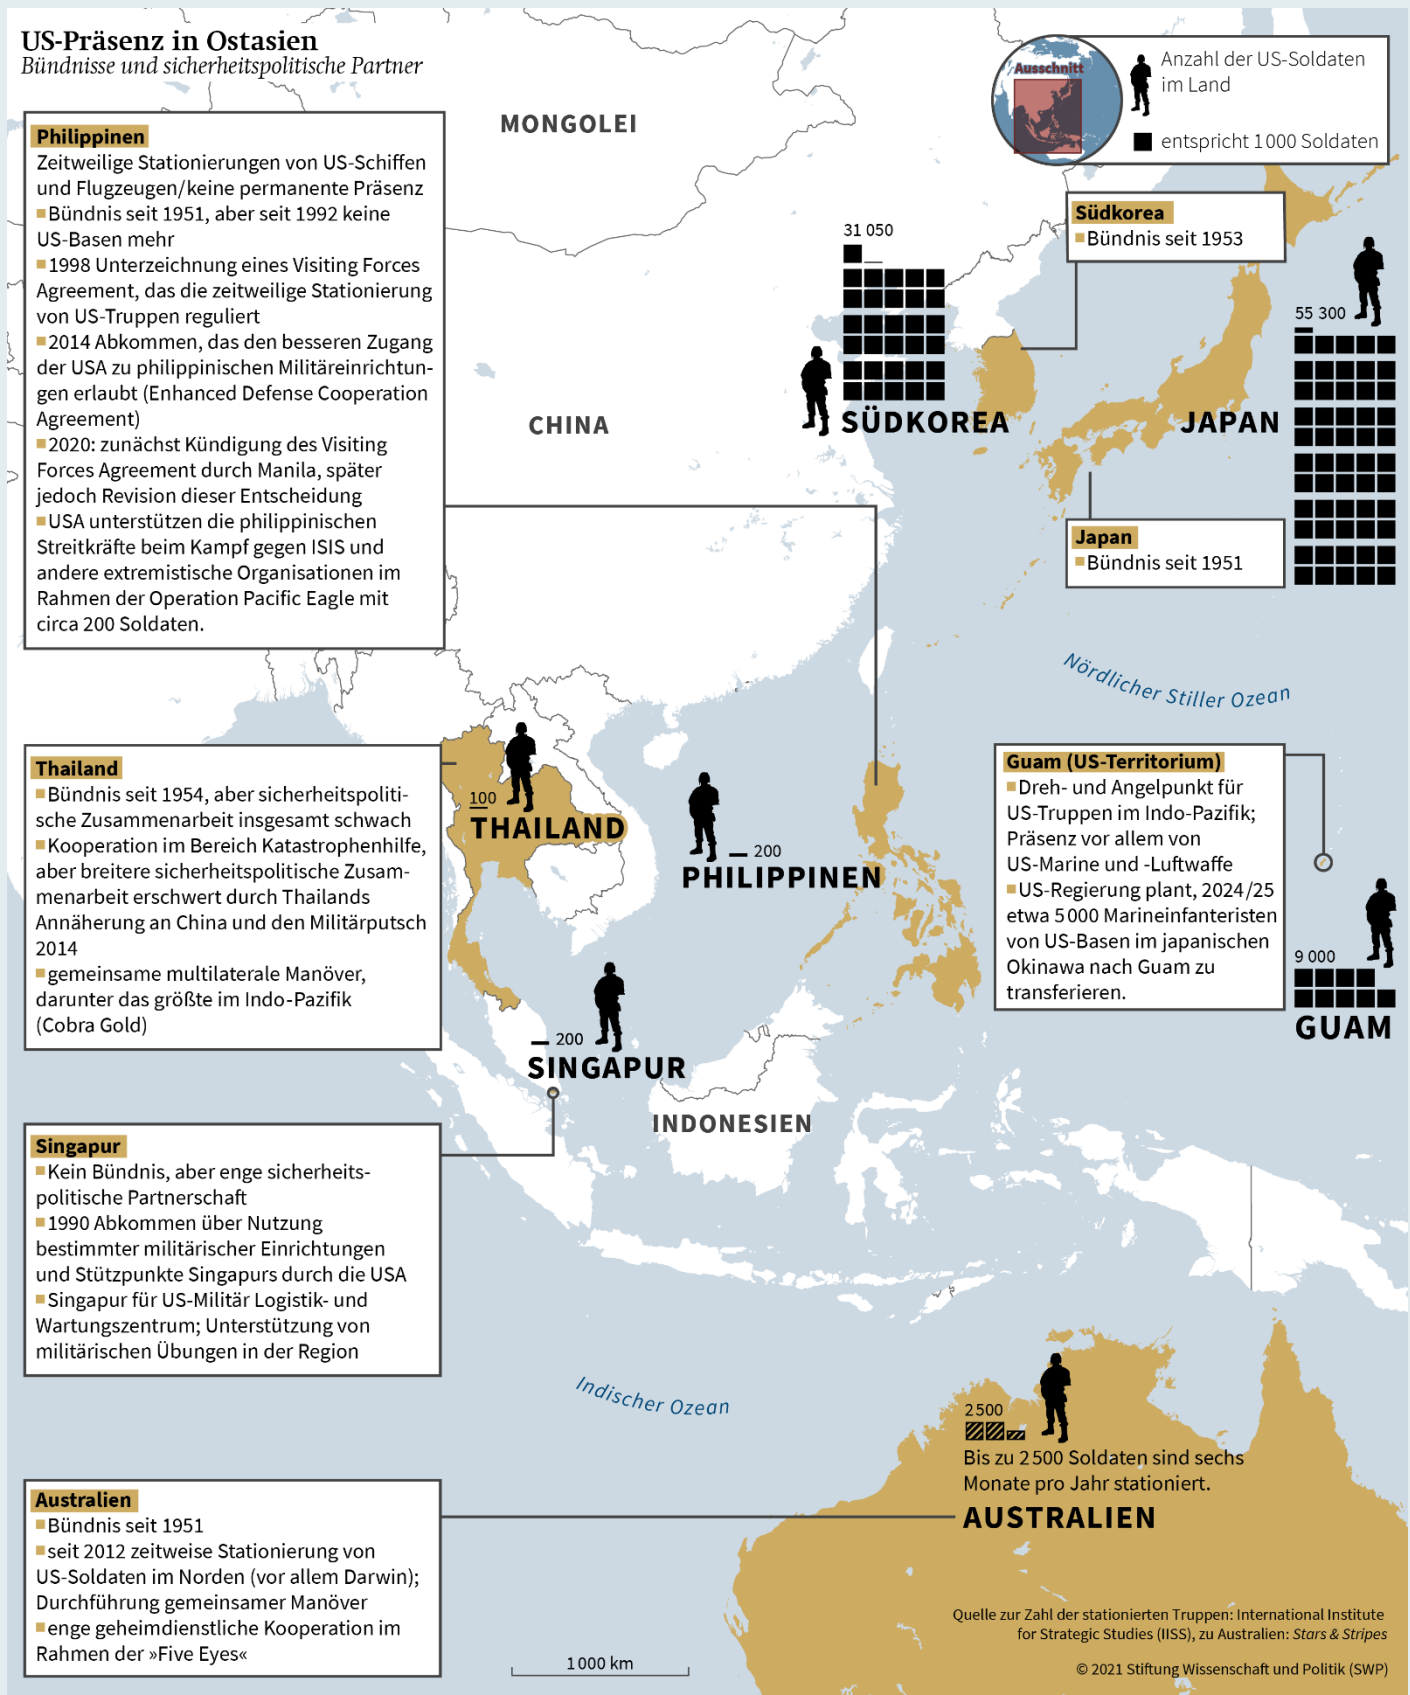 US-Präsenz in Ostasien
Bündnisse und sicherheitspolitische Partner
Ausschnitt
Anzahl der US-Soldaten
im Land
entspricht 1000 Soldaten
Philippinen
Zeitweilige Stationierungen von US-Schiffen
und Flugzeugen/keine permanente Präsenz
Bündnis seit 1951, aber seit 1992 keine
US-Basen mehr
1998 Unterzeichnung eines Visiting Forces
Agreement, das die zeitweilige Stationierung
von US-Truppen reguliert
2014 Abkommen, das den besseren Zugang
der USA zu philippinischen Militäreinrichtun-
gen erlaubt (Enhanced Defense Cooperation
Agreement)
2020: zunächst Kündigung des Visiting
Forces Agreement durch Manila, später
jedoch Revision dieser Entscheidung
USA unterstützen die philippinischen
Streitkräfte beim Kampf gegen ISIS und
andere extremistische Organisationen im
Rahmen der Operation Pacific Eagle mit
circa 200 Soldaten.
MONGOLEI
CHINA
Südkorea
Bündnis seit 1953
31 050
SÜDKOREA
55 300
JAPAN
Japan
Bündnis seit 1951
Nördlicher Stiller Ozean
Thailand
Bündnis seit 1954, aber sicherheitspoliti-
sche Zusammenarbeit insgesamt schwach
Kooperation im Bereich Katastrophenhilfe,
aber breitere sicherheitspolitische Zusam-
menarbeit erschwert durch Thailands
Annäherung an China und den Militärputsch
2014
gemeinsame multilaterale Manöver,
darunter das größte im Indo-Pazifik
(Cobra Gold)
100
THAILAND
200
PHILIPPINEN
Guam (US-Territorium)
Dreh- und Angelpunkt für
US-Truppen im Indo-Pazifik;
Präsenz vor allem von
US-Marine und -Luftwaffe
US-Regierung plant, 2024/25
etwa 5000 Marineinfanteristen
von US-Basen im japanischen
Okinawa nach Guam zu
transferieren.
9 000
GUAM
200
SINGAPUR
INDONESIEN
Singapur
Kein Bündnis, aber enge sicherheits-
politische Partnerschaft
1990 Abkommen über Nutzung
bestimmter militärischer Einrichtungen
und Stützpunkte Singapurs durch die USA
Singapur für US-Militär Logistik- und
Wartungszentrum; Unterstützung von
militärischen Übungen in der Region
Indischer Ozean
2500
Bis zu 2500 Soldaten sind sechs
Monate pro Jahr stationiert.
AUSTRALIEN
Australien
Bündnis seit 1951
seit 2012 zeitweise Stationierung von
US-Soldaten im Norden (vor allem Darwin);
Durchführung gemeinsamer Manöver
enge geheimdienstliche Kooperation im
Rahmen der »Five Eyes«
1000 km
Quelle zur Zahl der stationierten Truppen: International Institute
for Strategic Studies (IISS), zu Australien: Stars & Stripes
© 2021 Stiftung Wissenschaft und Politik (SWP)